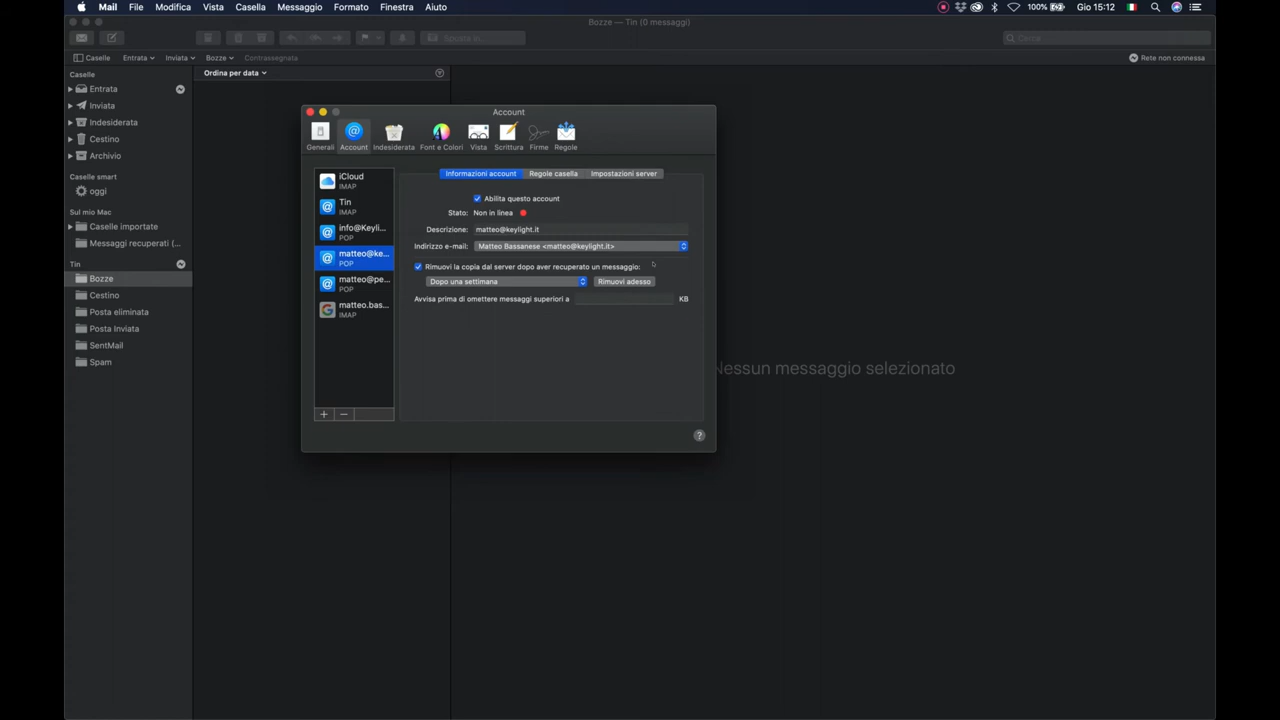 Mail File Modifica Vista Casella Messaggio Formato Finestra Aiuto 100% Gio 15:12
Bozze — Tin (0 messaggi)
Sposta in...
Cerca
Caselle Entrata Inviata Bozze Contrassegnata Rete non connessa
Caselle
Entrata
Inviata
Indesiderata
Cestino
Archivio
Caselle smart
oggi
Sul mio Mac
Caselle importate
Messaggi recuperati (...
Tin
Bozze
Cestino
Posta eliminata
Posta Inviata
SentMail
Spam
Ordina per data
Nessun messaggio selezionato
Account
Generali Account Indesiderata Font e Colori Vista Scrittura Firme Regole
iCloud
IMAP
Tin
IMAP
info@Keyli...
POP
matteo@ke...
POP
matteo@pe...
POP
matteo.bas...
IMAP
Informazioni account Regole casella Impostazioni server
Abilita questo account
Stato: Non in linea
Descrizione: matteo@keylight.it
Indirizzo e-mail: Matteo Bassanese <matteo@keylight.it>
Rimuovi la copia dal server dopo aver recuperato un messaggio:
Dopo una settimana Rimuovi adesso
Avvisa prima di omettere messaggi superiori a KB
+ − ?